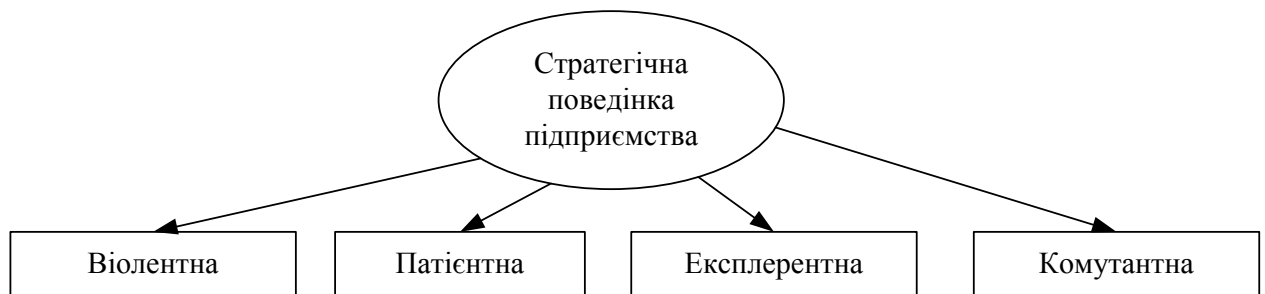 Стратегічна
поведінка
підприємства
Віолентна
Патієнтна
Експлерентна
Комутантна